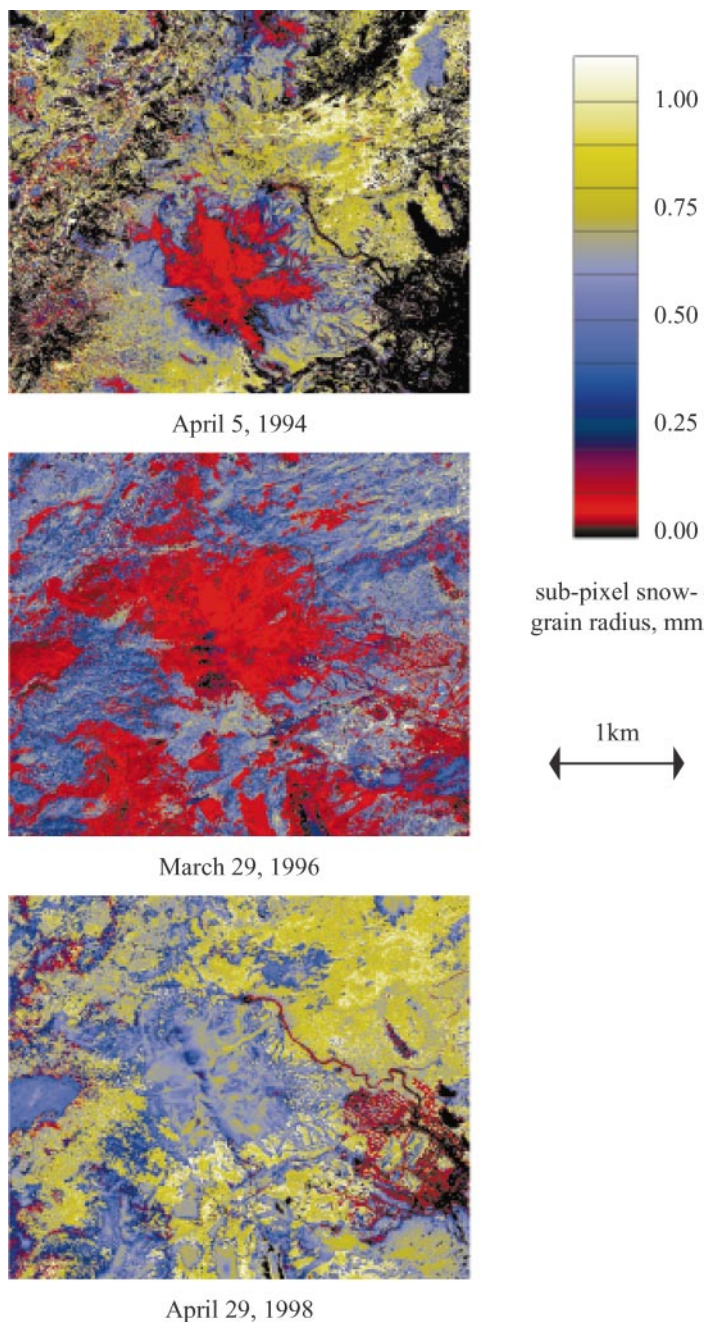 1.00
0.75
0.50
0.25
0.00
sub-pixel snow-
grain radius, mm
1km
April 5, 1994
March 29, 1996
April 29, 1998